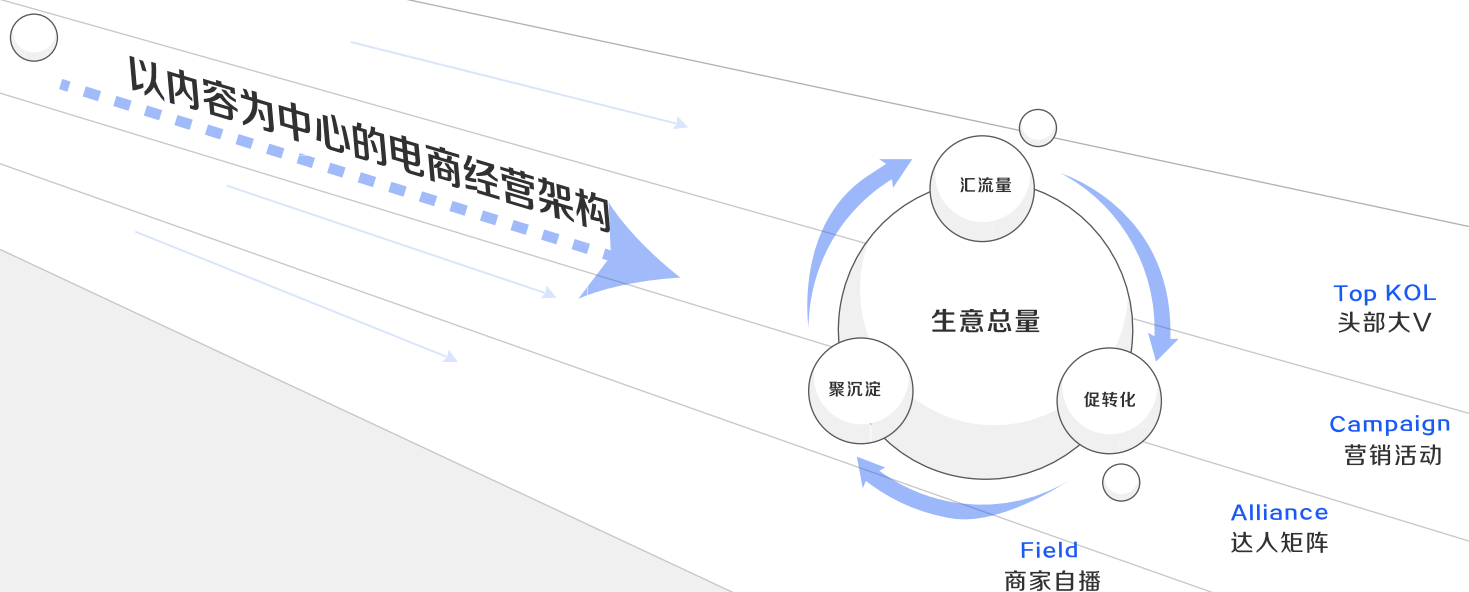 以内容为中心的电商经营架构
汇流量
生意总量
聚沉淀
促转化
Top KOL
头部大V
Campaign
营销活动
Alliance
达人矩阵
Field
商家自播